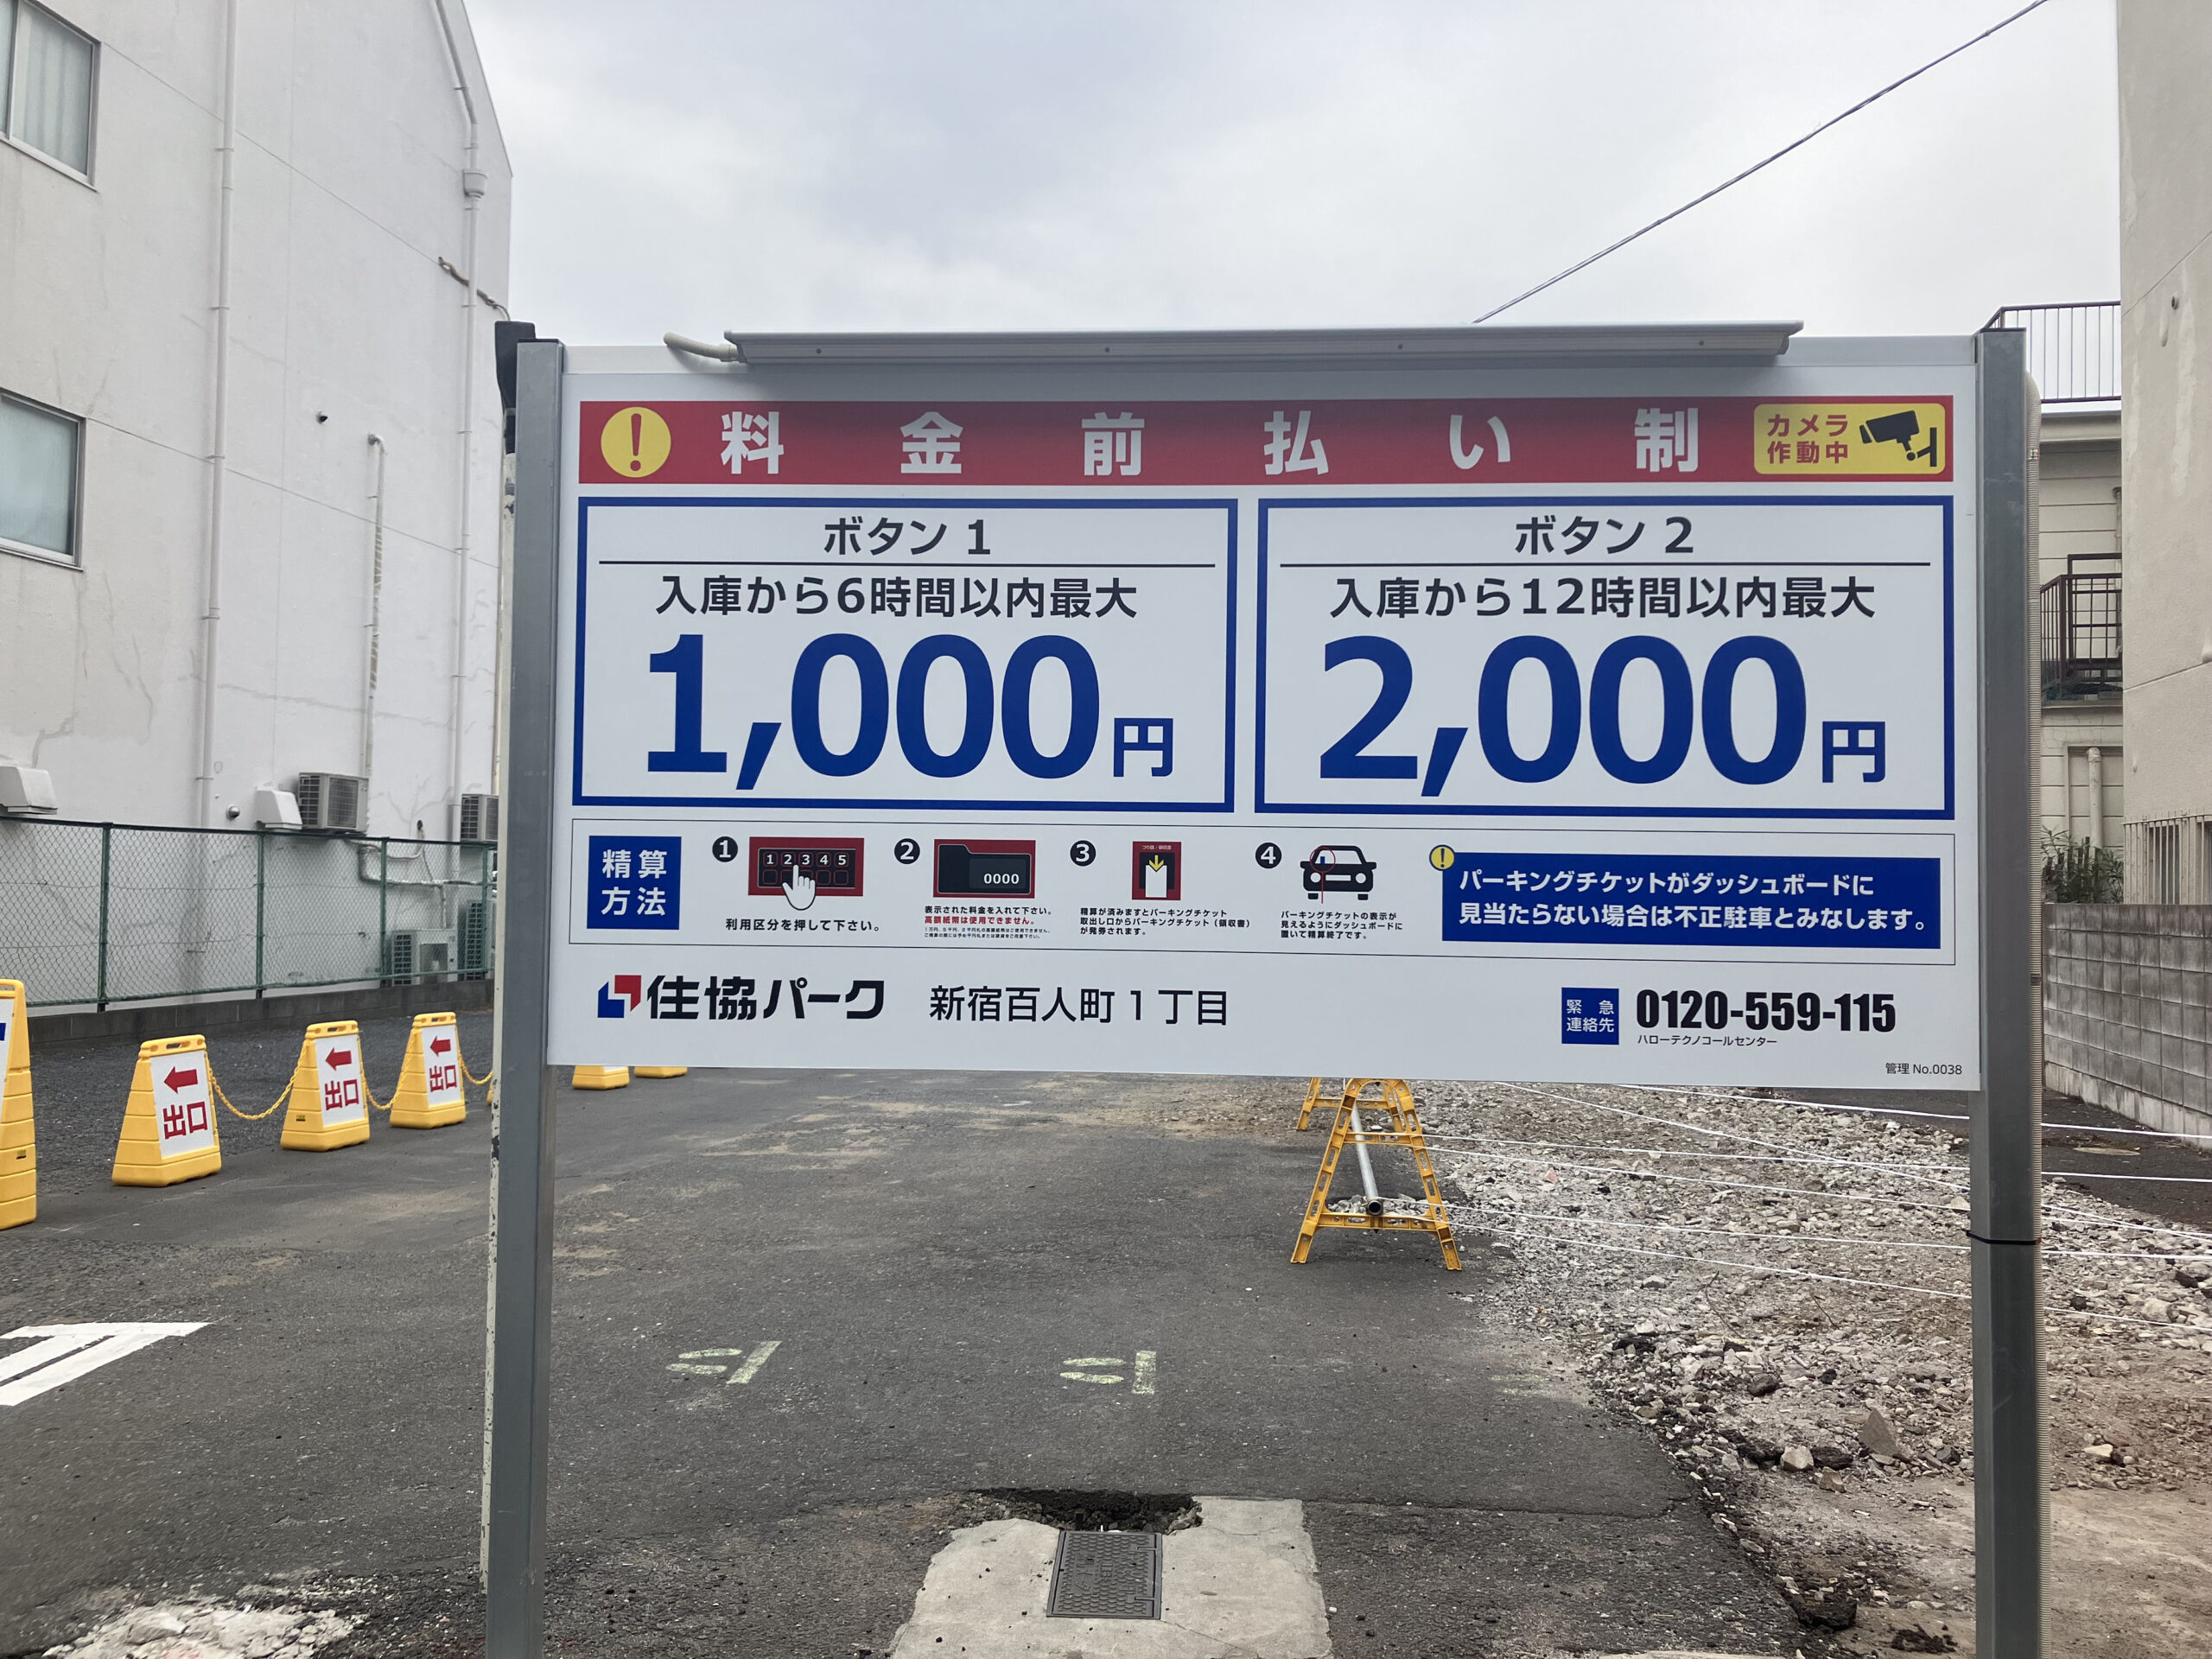 料金前払い制
カメラ
作動中
ボタン 1
入庫から6時間以内最大
1,000円
ボタン 2
入庫から12時間以内最大
2,000円
精算
方法
1
1 2 3 4 5
利用区分を押して下さい。
2
0000
表示された料金を入れて下さい。
高額紙幣は使用できません。
3
精算が済みますとパーキングチケット
取出し口からパーキングチケット（領収書）
が発券されます。
4
パーキングチケットの表示が
見えるようにダッシュボードに
置いて精算終了です。
パーキングチケットがダッシュボードに
見当たらない場合は不正駐車とみなします。
住協パーク
新宿百人町１丁目
緊急
連絡先
0120-559-115
ハローテクノコールセンター
管理 No.0038
出口
出口
出口